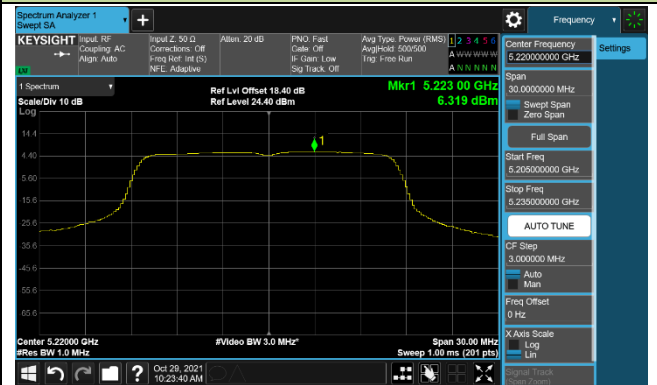 Spectrum Analyzer 1
Swept SA
Frequency
KEYSIGHT
Input: RF
Coupling: AC
Align: Auto
Input Z: 50 Ω
Corrections: Off
Freq Ref: Int (S)
NFE: Adaptive
Atten: 20 dB
PNO: Fast
Gate: Off
IF Gain: Low
Sig Track: Off
Avg Type: Power (RMS)
Avg|Hold: 500/500
Trig: Free Run
1 2 3 4 5 6
A W W W W W
A N N N N N
LXI
1 Spectrum
Scale/Div 10 dB
Log
Ref Lvl Offset 18.40 dB
Ref Level 24.40 dBm
Mkr1 5.223 00 GHz
6.319 dBm
14.4
4.40
-5.60
-15.6
-25.6
-35.6
-45.6
-55.6
-65.6
1
Center 5.22000 GHz
#Res BW 1.0 MHz
#Video BW 3.0 MHz*
Span 30.00 MHz
Sweep 1.00 ms (201 pts)
Oct 29, 2021
10:23:40 AM
Center Frequency
5.220000000 GHz
Span
30.0000000 MHz
Swept Span
Zero Span
Full Span
Start Freq
5.205000000 GHz
Stop Freq
5.235000000 GHz
AUTO TUNE
CF Step
3.000000 MHz
Auto
Man
Freq Offset
0 Hz
X Axis Scale
Log
Lin
Signal Track
(Span Zoom)
Settings